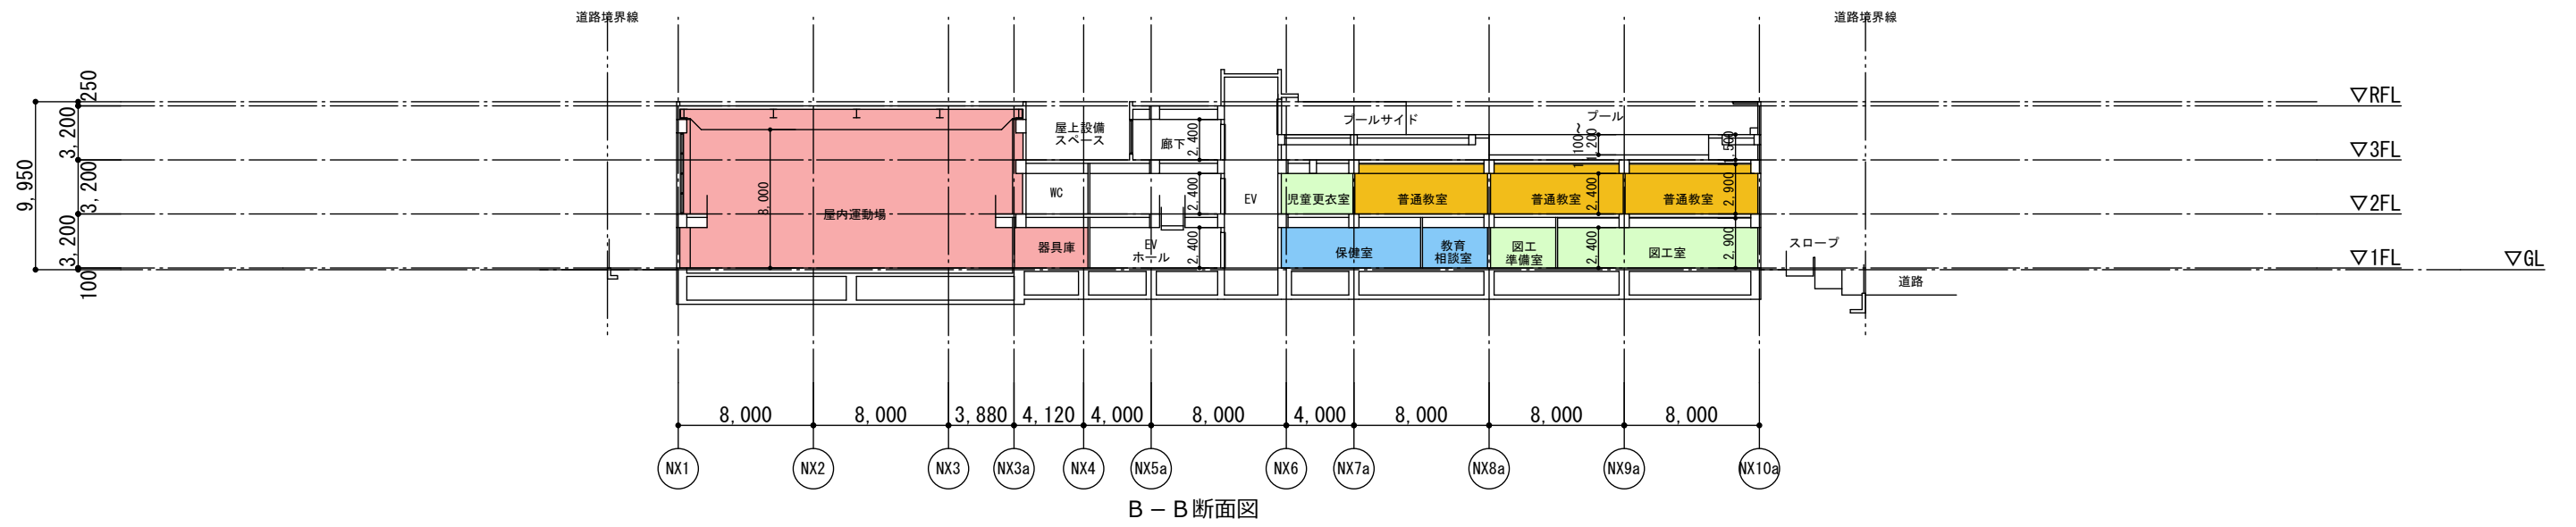 道路境界線
道路境界線
250
3,200
3,200
3,200
100
9,950
▽RFL
▽3FL
▽2FL
▽1FL
▽GL
屋上設備
スペース
廊下
2,400
プールサイド
プール
1,100~
1,200
1,500
8,000
屋内運動場
WC
2,400
EV
児童更衣室
普通教室
普通教室
2,400
普通教室
2,900
器具庫
EV
ホール
2,400
保健室
教育
相談室
図工
準備室
2,400
図工室
2,900
スロープ
道路
8,000
8,000
3,880
4,120
4,000
8,000
4,000
8,000
8,000
8,000
NX1
NX2
NX3
NX3a
NX4
NX5a
NX6
NX7a
NX8a
NX9a
NX10a
B－B断面図